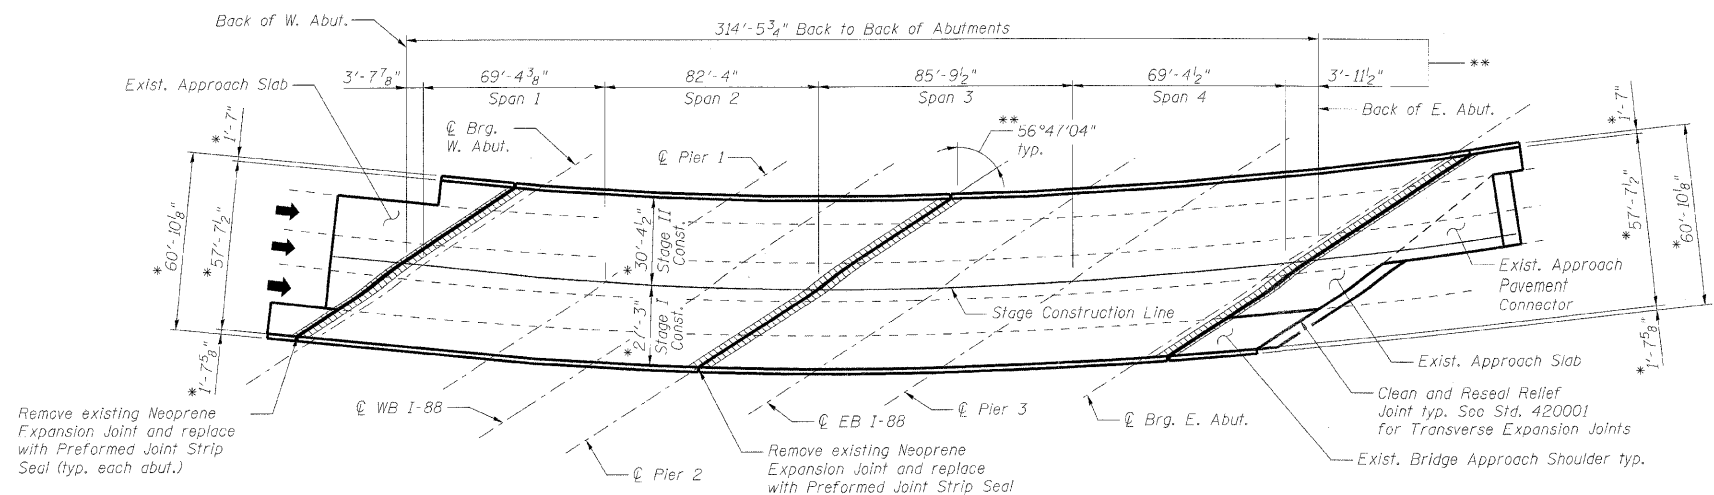 Back of W. Abut.
314'-5¾" Back to Back of Abutments
3'-7⅞"
69'-4⅜"
82'-4"
85'-9½"
69'-4½"
3'-11½"
**
Span 1
Span 2
Span 3
Span 4
Exist. Approach Slab
Back of E. Abut.
* 1'-7"
℄ Brg.
W. Abut.
℄ Pier 1
**
56°47'04"
typ.
* 1'-7"
* 60'-10⅛"
* 57'-7½"
* 30'-4½"
Stage II
Const.
* 27'-3"
Stage I
Const.
* 57'-7½"
* 60'-10⅛"
Stage Construction Line
Exist. Approach
Pavement
Connector
* 1'-7⅝"
* 1'-7⅝"
Exist. Approach Slab
Remove existing Neoprene
Expansion Joint and replace
with Preformed Joint Strip
Seal (typ. each abut.)
℄ WB I-88
℄ EB I-88
℄ Pier 3
℄ Brg. E. Abut.
Clean and Reseal Relief
Joint typ. See Std. 420001
for Transverse Expansion Joints
℄ Pier 2
Remove existing Neoprene
Expansion Joint and replace
with Preformed Joint Strip Seal
Exist. Bridge Approach Shoulder typ.